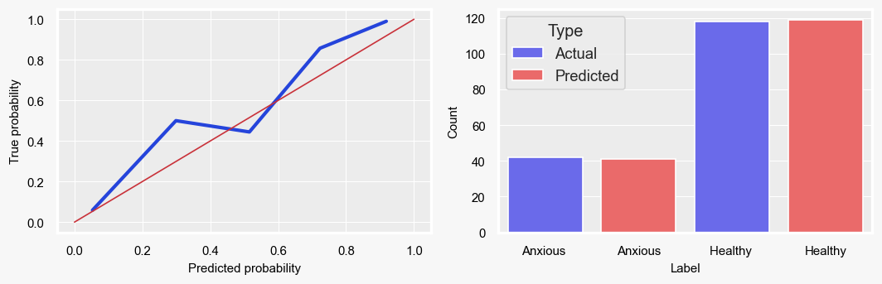 1.0
0.8
0.6
0.4
0.2
0.0
True probability
0.0 0.2 0.4 0.6 0.8 1.0
Predicted probability
120
100
80
60
40
20
0
Count
Type
Actual
Predicted
Anxious Anxious Healthy Healthy
Label